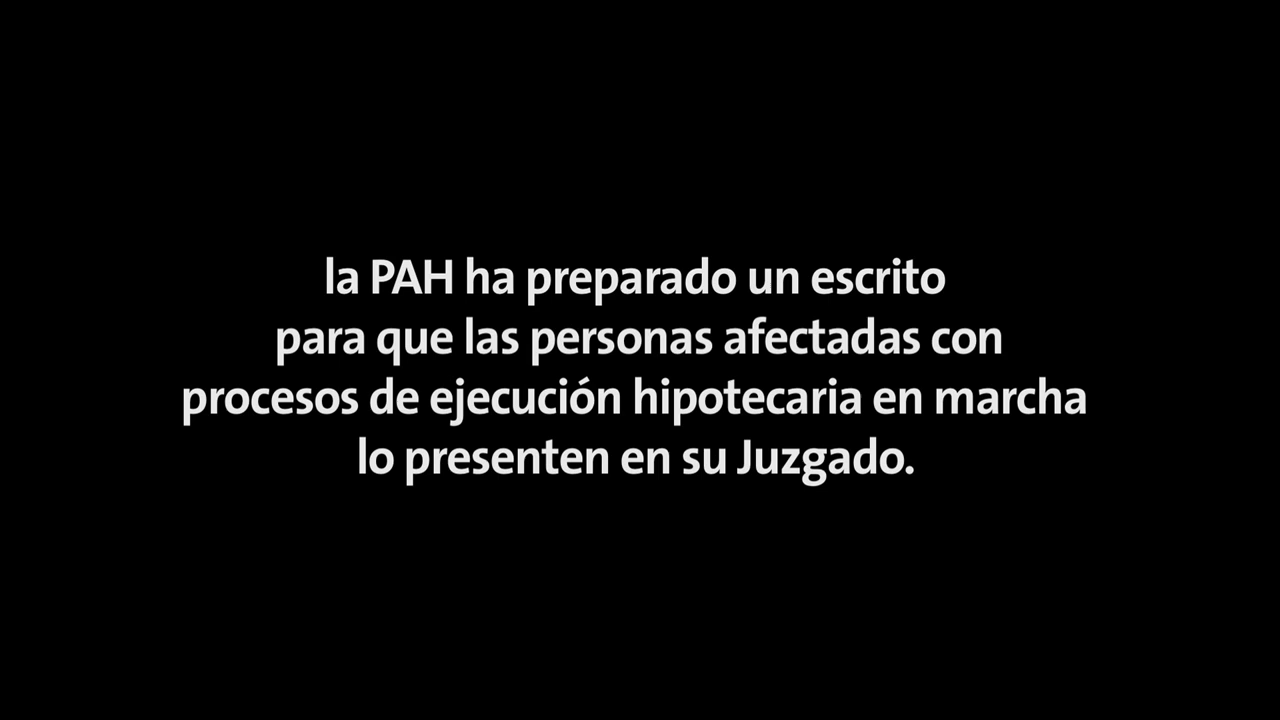 la PAH ha preparado un escrito
para que las personas afectadas con
procesos de ejecución hipotecaria en marcha
lo presenten en su Juzgado.